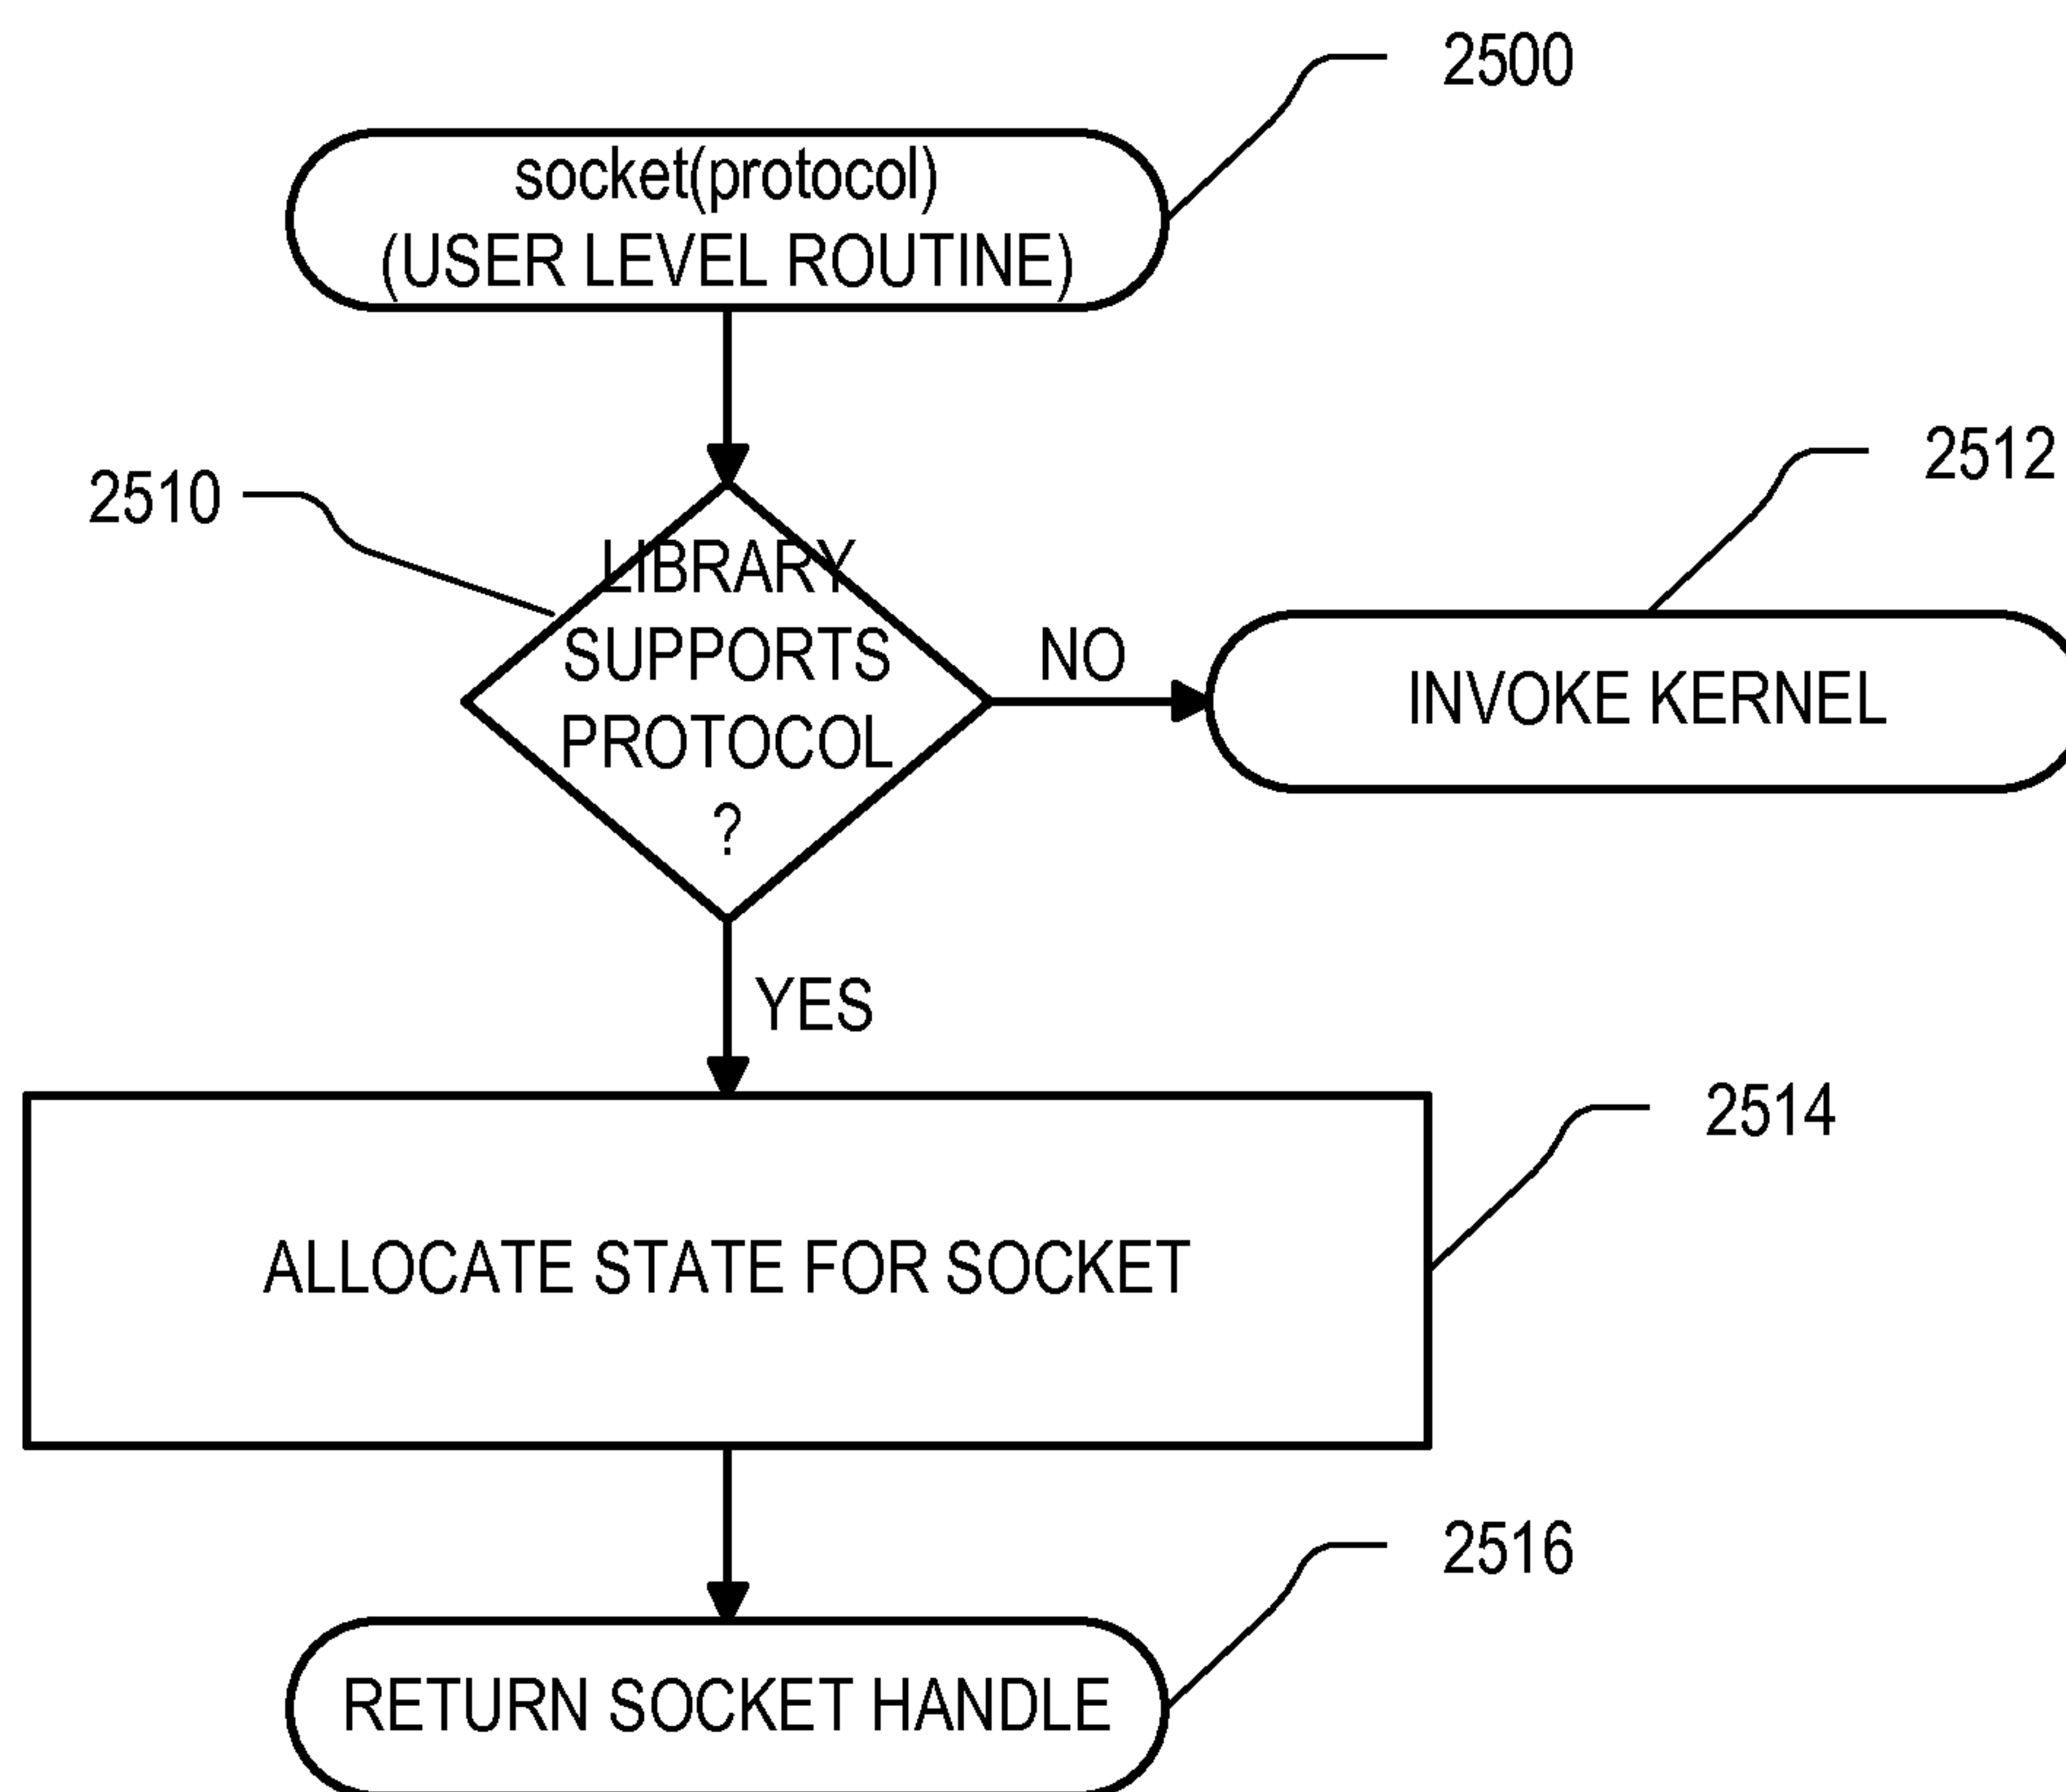 2500
socket(protocol)
(USER LEVEL ROUTINE)
2510
2512
LIBRARY
SUPPORTS
PROTOCOL
?
NO
INVOKE KERNEL
YES
2514
ALLOCATE STATE FOR SOCKET
2516
RETURN SOCKET HANDLE